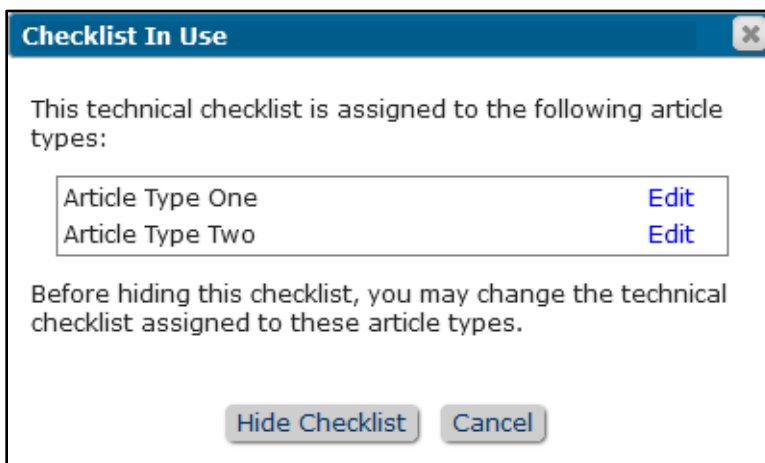 Checklist In Use
This technical checklist is assigned to the following article
types:
Article Type One Edit
Article Type Two Edit
Before hiding this checklist, you may change the technical
checklist assigned to these article types.
Hide Checklist Cancel